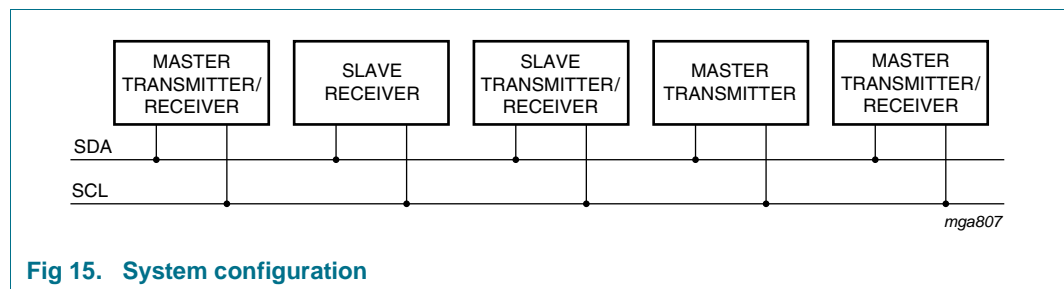 MASTER
TRANSMITTER/
RECEIVER
SLAVE
RECEIVER
SLAVE
TRANSMITTER/
RECEIVER
MASTER
TRANSMITTER
MASTER
TRANSMITTER/
RECEIVER
SDA
SCL
mga807
Fig 15. System configuration